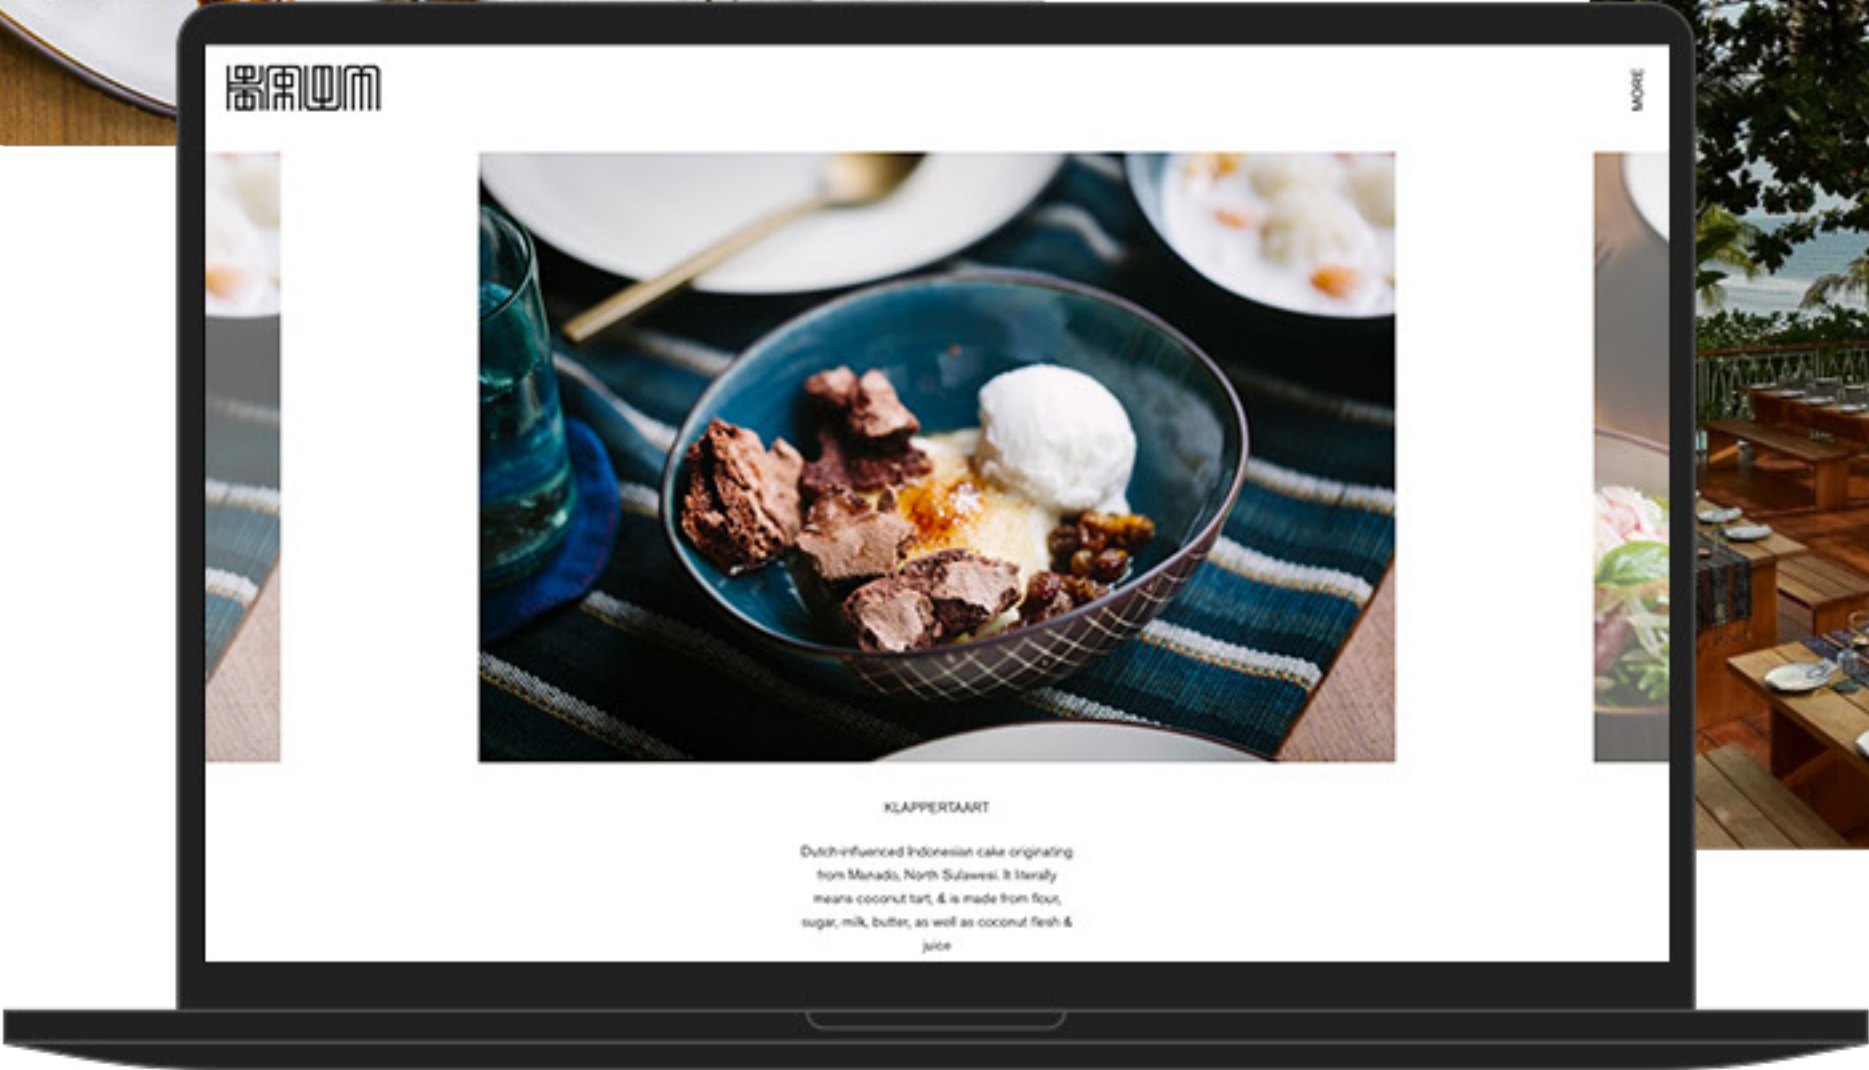 MORE
KLAPPERTAART
Dutch-influenced Indonesian cake originating
from Manado, North Sulawesi. It literally
means coconut tart, & is made from flour,
sugar, milk, butter, as well as coconut flesh &
juice